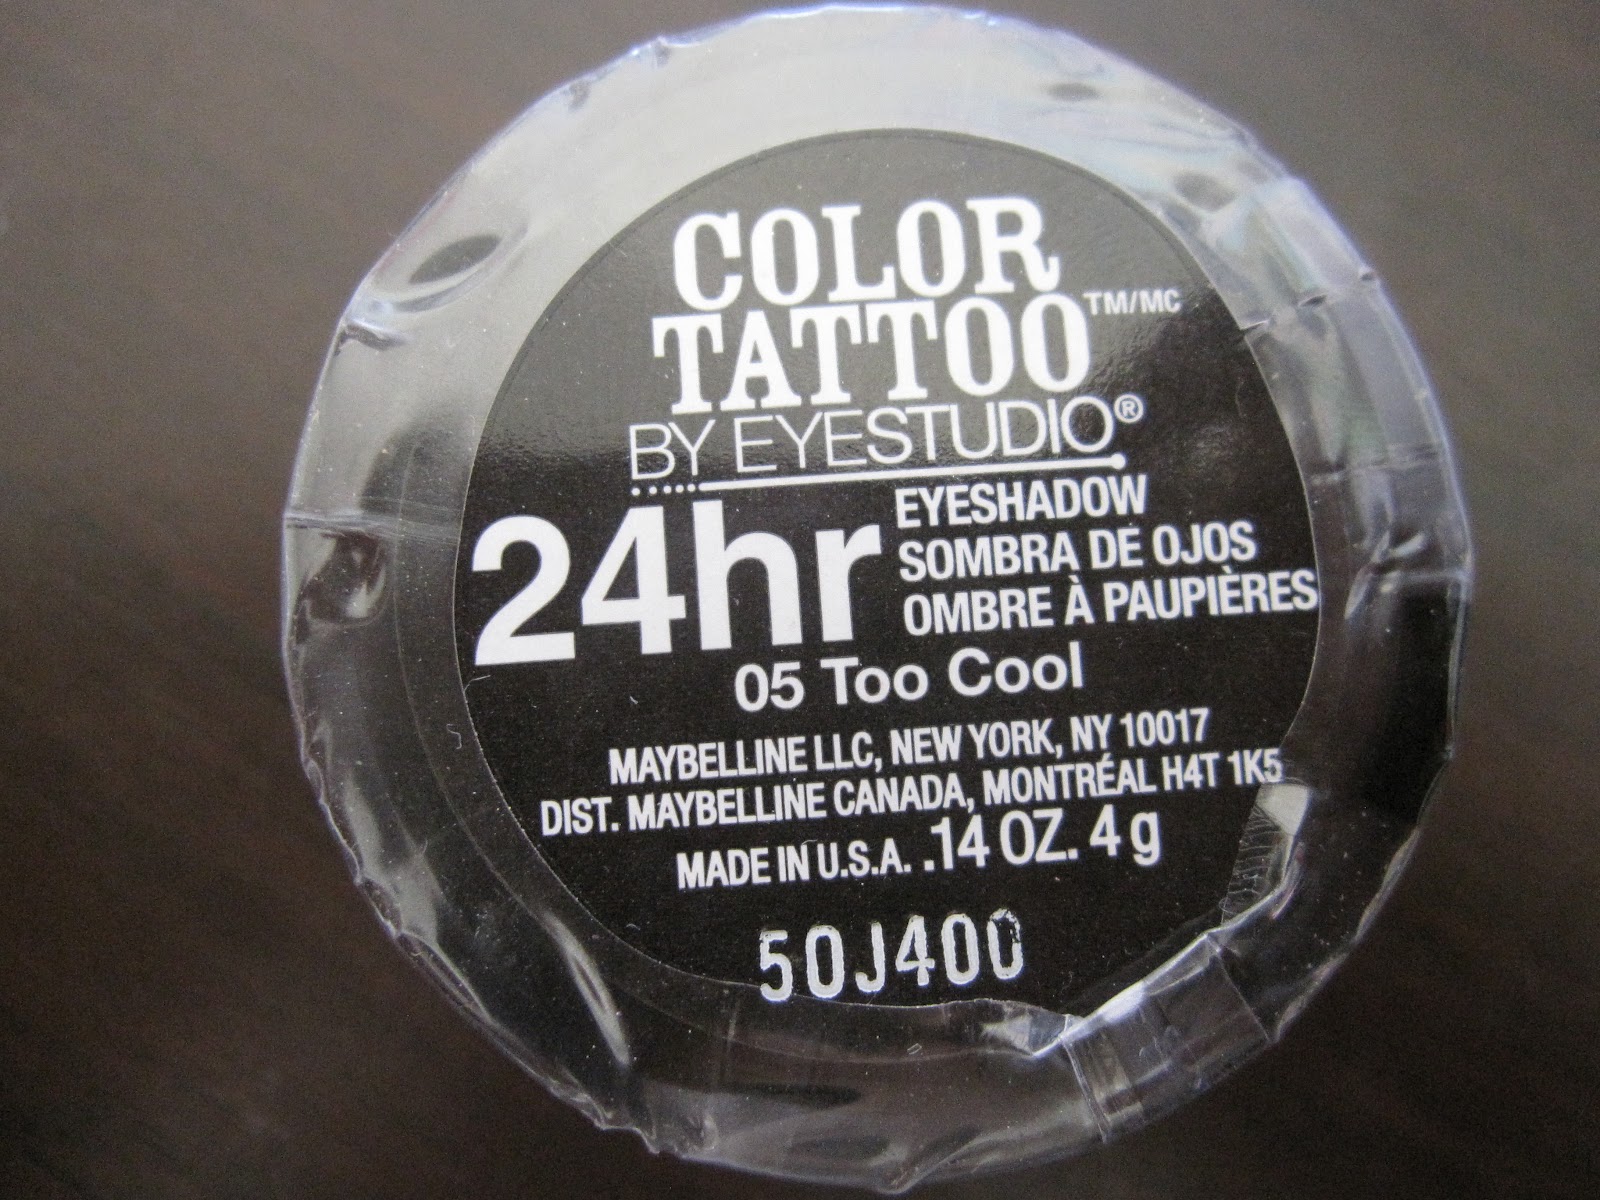 COLOR
TATTOO™/MC
BY EYESTUDIO®
24hr
EYESHADOW
SOMBRA DE OJOS
OMBRE À PAUPIÈRES
05 Too Cool
MAYBELLINE LLC, NEW YORK, NY 10017
DIST. MAYBELLINE CANADA, MONTRÉAL H4T 1K5
MADE IN U.S.A. .14 OZ. 4 g
50J400